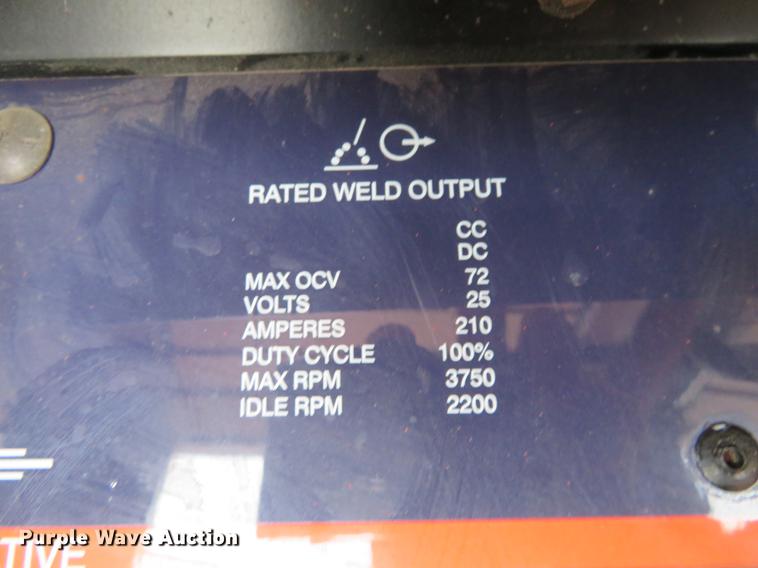 RATED WELD OUTPUT
CC
DC
MAX OCV 72
VOLTS 25
AMPERES 210
DUTY CYCLE 100%
MAX RPM 3750
IDLE RPM 2200
Purple Wave Auction
TIVE